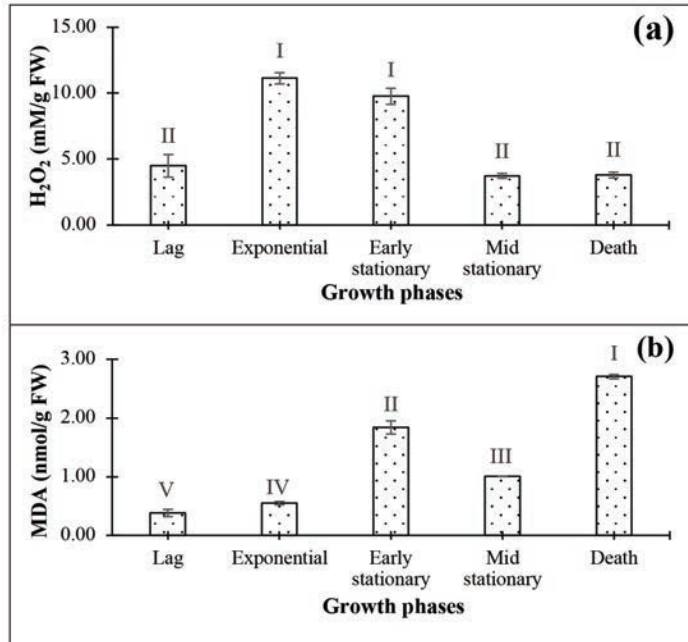 (a)
H₂O₂ (mM/g FW)
15.00
10.00
5.00
0.00
II
I
I
II
II
Lag
Exponential
Early
stationary
Mid
stationary
Death
Growth phases
(b)
MDA (nmol/g FW)
3.00
2.00
1.00
0.00
V
IV
II
III
I
Lag
Exponential
Early
stationary
Mid
stationary
Death
Growth phases